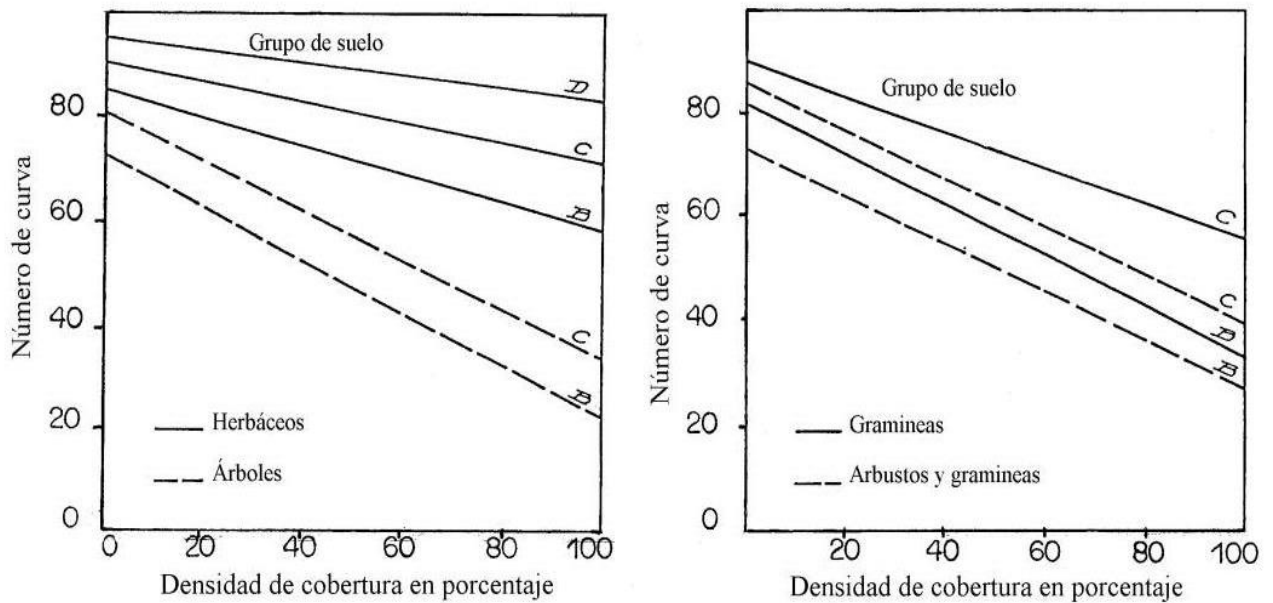 Grupo de suelo
D
C
B
C
B
80
60
40
20
0
Número de curva
Herbáceos
Árboles
0 20 40 60 80 100
Densidad de cobertura en porcentaje
Grupo de suelo
C
C
B
B
80
60
40
20
0
Número de curva
Gramineas
Arbustos y gramineas
20 40 60 80 100
Densidad de cobertura en porcentaje